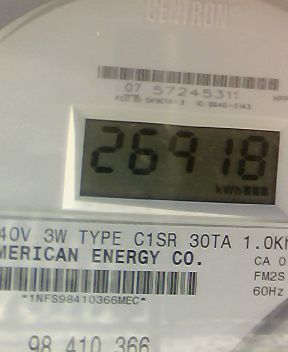 CENTRON®
07 57245311
26918
kWh
40V 3W TYPE C1SR 30TA 1.0Kh
MERICAN ENERGY CO.
CA 0
FM2S
60Hz
*1NFS98410366MEC*
98 410 366